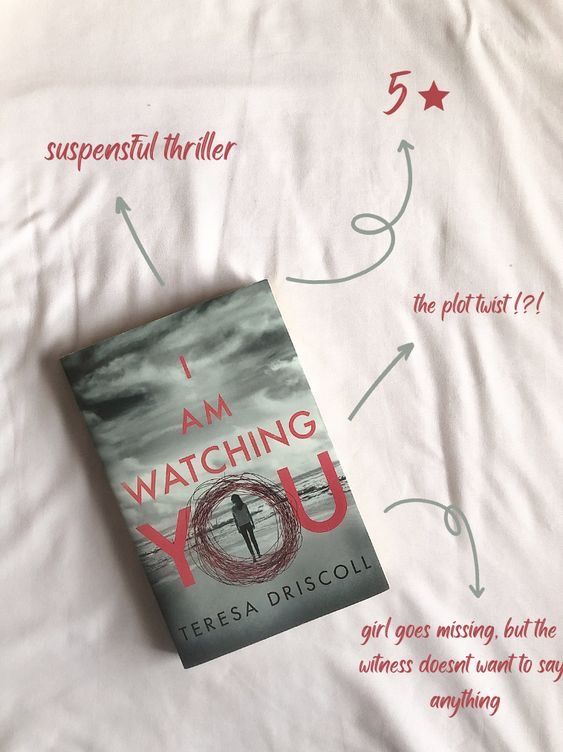 5 ★
suspensful thriller
the plot twist !?!
I
AM
WATCHING
YOU
TERESA DRISCOLL
girl goes missing, but the
witness doesnt want to say
anything